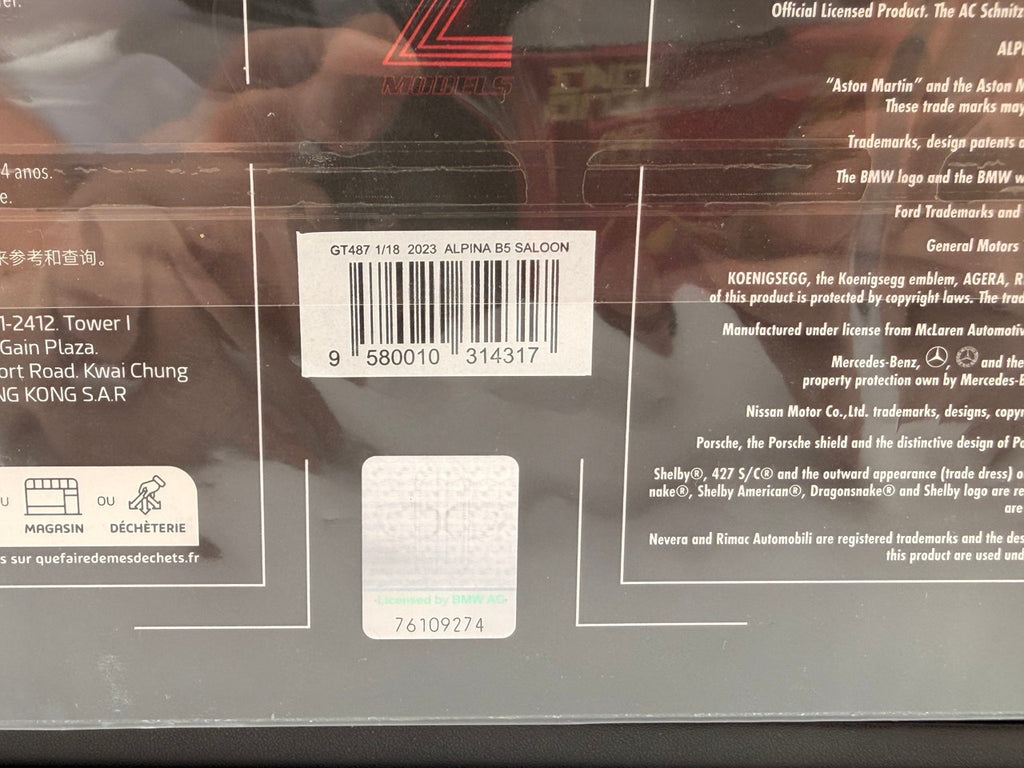 MODELS
4 anos.
e.
来参考和查询。
1-2412. Tower I
Gain Plaza.
ort Road. Kwai Chung
NG KONG S.A.R
U
MAGASIN
OU
DÉCHÈTERIE
s sur quefairedemesdechets.fr
GT487 1/18 2023 ALPINA B5 SALOON
9 580010 314317
Licensed by BMW AG
76109274
Official Licensed Product. The AC Schnitz
ALPI
"Aston Martin" and the Aston M
These trade marks may
Trademarks, design patents a
The BMW logo and the BMW w
Ford Trademarks and
General Motors
KOENIGSEGG, the Koenigsegg emblem, AGERA, R
of this product is protected by copyright laws. The trad
Manufactured under license from McLaren Automotiv
Mercedes-Benz, , and the
property protection own by Mercedes-B
Nissan Motor Co.,Ltd. trademarks, designs, copyr
Porsche, the Porsche shield and the distinctive design of Po
Shelby®, 427 S/C® and the outward appearance (trade dress) o
nake®, Shelby American®, Dragonsnake® and Shelby logo are re
are
Nevera and Rimac Automobili are registered trademarks and the des
this product are used und